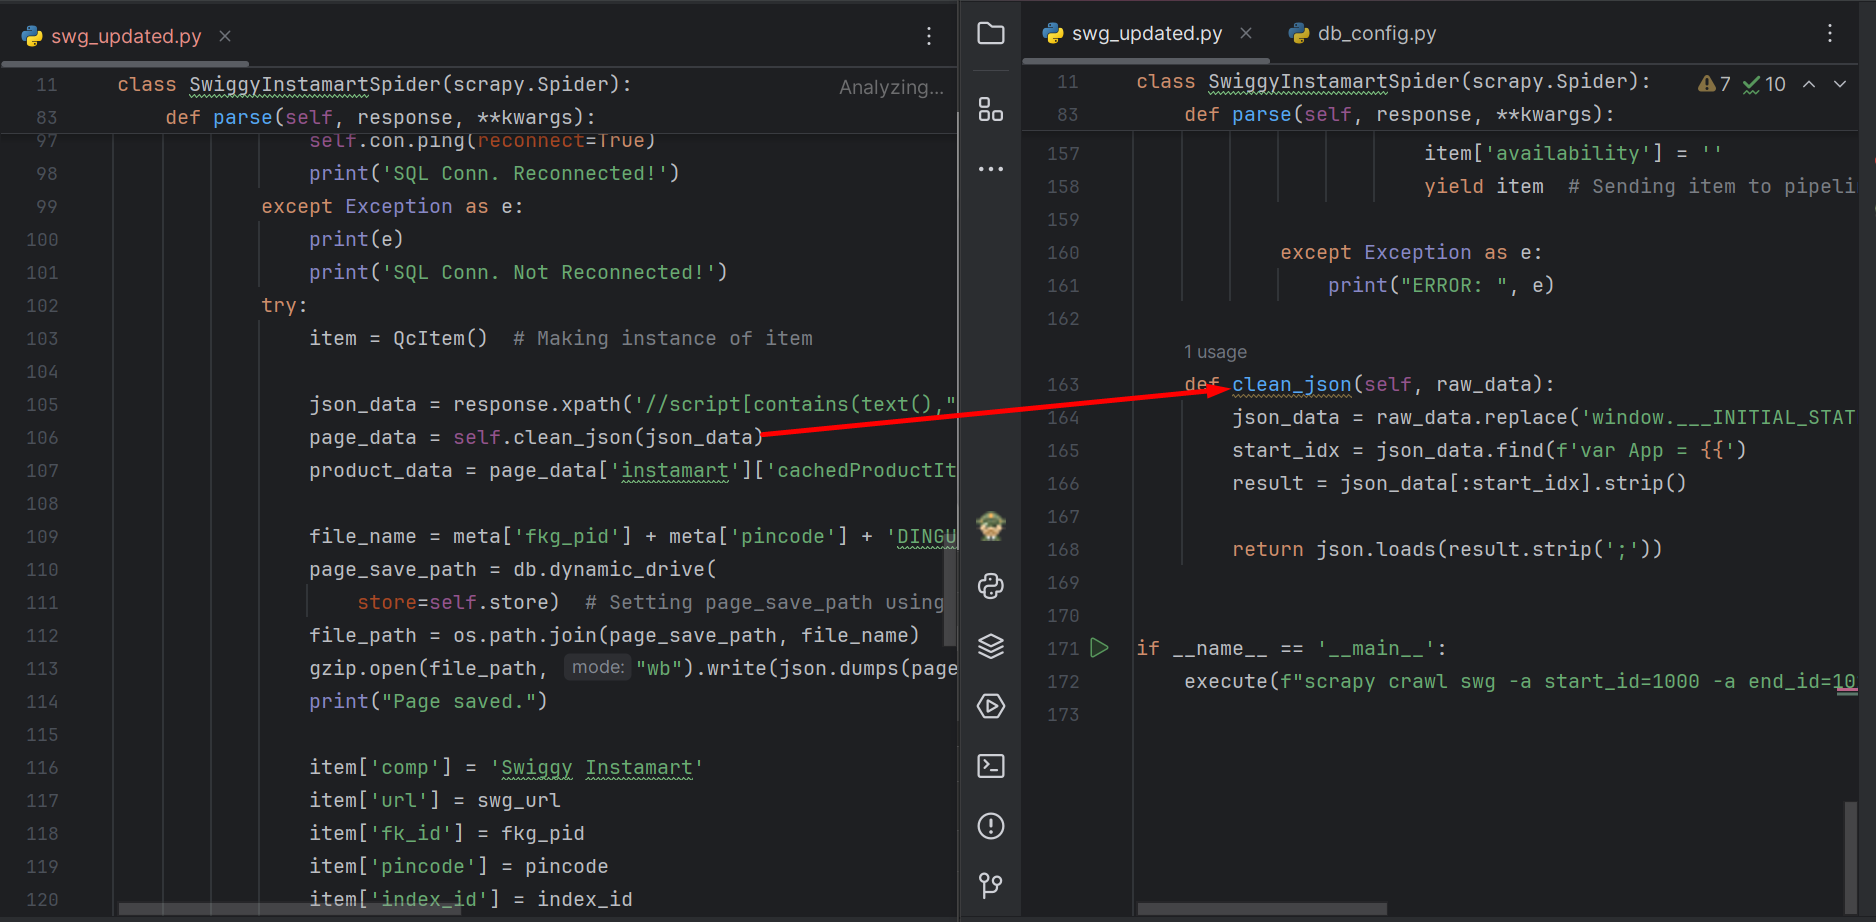 swg_updated.py
11 class SwiggyInstamartSpider(scrapy.Spider): Analyzing...
83 def parse(self, response, **kwargs):
97 self.con.ping(reconnect=True)
98 print('SQL Conn. Reconnected!')
99 except Exception as e:
100 print(e)
101 print('SQL Conn. Not Reconnected!')
102 try:
103 item = QcItem() # Making instance of item
104
105 json_data = response.xpath('//script[contains(text(),"
106 page_data = self.clean_json(json_data)
107 product_data = page_data['instamart']['cachedProductIt
108
109 file_name = meta['fkg_pid'] + meta['pincode'] + 'DINGU
110 page_save_path = db.dynamic_drive(
111 store=self.store) # Setting page_save_path using
112 file_path = os.path.join(page_save_path, file_name)
113 gzip.open(file_path, mode: "wb").write(json.dumps(page
114 print("Page saved.")
115
116 item['comp'] = 'Swiggy Instamart'
117 item['url'] = swg_url
118 item['fk_id'] = fkg_pid
119 item['pincode'] = pincode
120 item['index_id'] = index_id
swg_updated.py db_config.py
11 class SwiggyInstamartSpider(scrapy.Spider): 7 10
83 def parse(self, response, **kwargs):
157 item['availability'] = ''
158 yield item # Sending item to pipeli
159
160 except Exception as e:
161 print("ERROR: ", e)
162
1 usage
163 def clean_json(self, raw_data):
164 json_data = raw_data.replace('window.___INITIAL_STAT
165 start_idx = json_data.find(f'var App = {{')
166 result = json_data[:start_idx].strip()
167
168 return json.loads(result.strip(';'))
169
170
171 if __name__ == '__main__':
172 execute(f"scrapy crawl swg -a start_id=1000 -a end_id=10
173